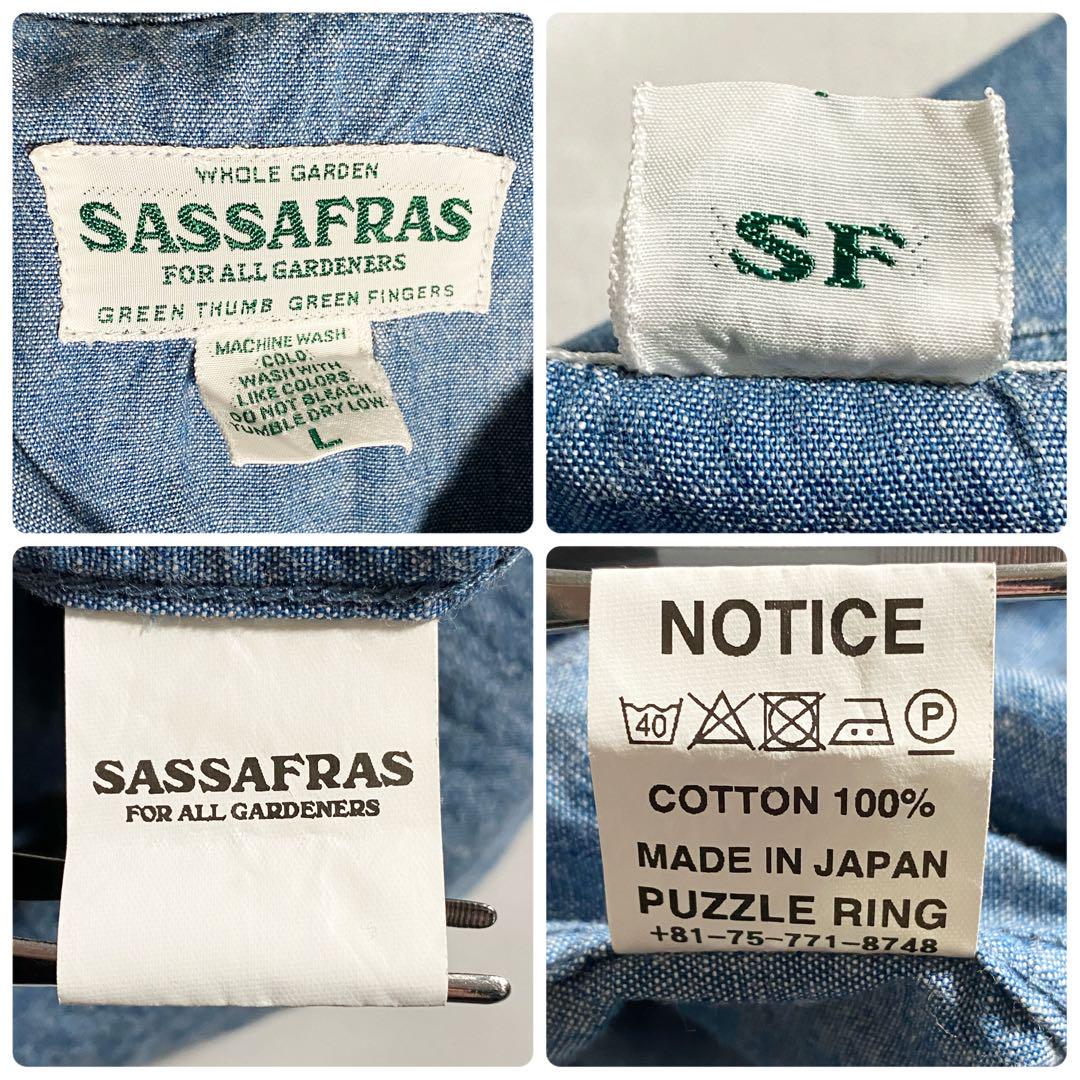 WHOLE GARDEN
SASSAFRAS
FOR ALL GARDENERS
GREEN THUMB GREEN FINGERS
MACHINE WASH
COLD.
WASH WITH
LIKE COLORS.
DO NOT BLEACH.
TUMBLE DRY LOW.
L
SF
SASSAFRAS
FOR ALL GARDENERS
NOTICE
40 P
COTTON 100%
MADE IN JAPAN
PUZZLE RING
+81-75-771-8748